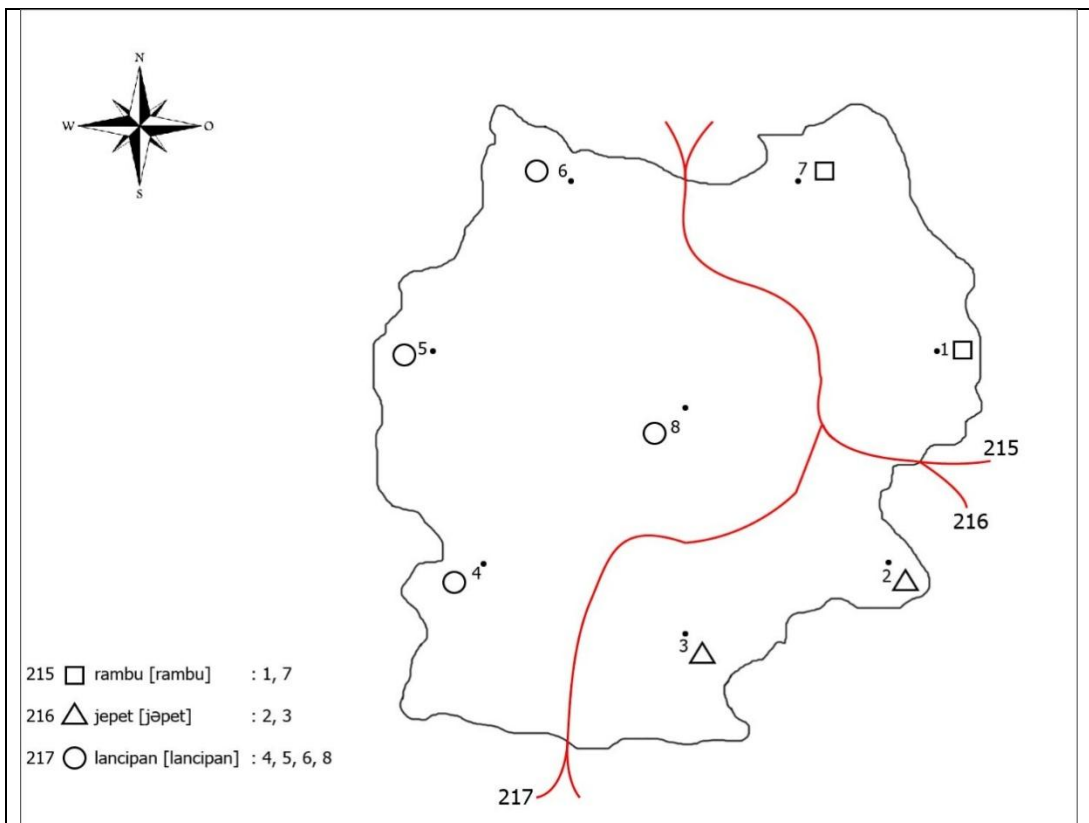 N
W O
S
6
7
5
1
8
215
216
4
2
3
215 rambu [rambu] : 1, 7
216 jepet [jəpet] : 2, 3
217 lancipan [lancipan] : 4, 5, 6, 8
217